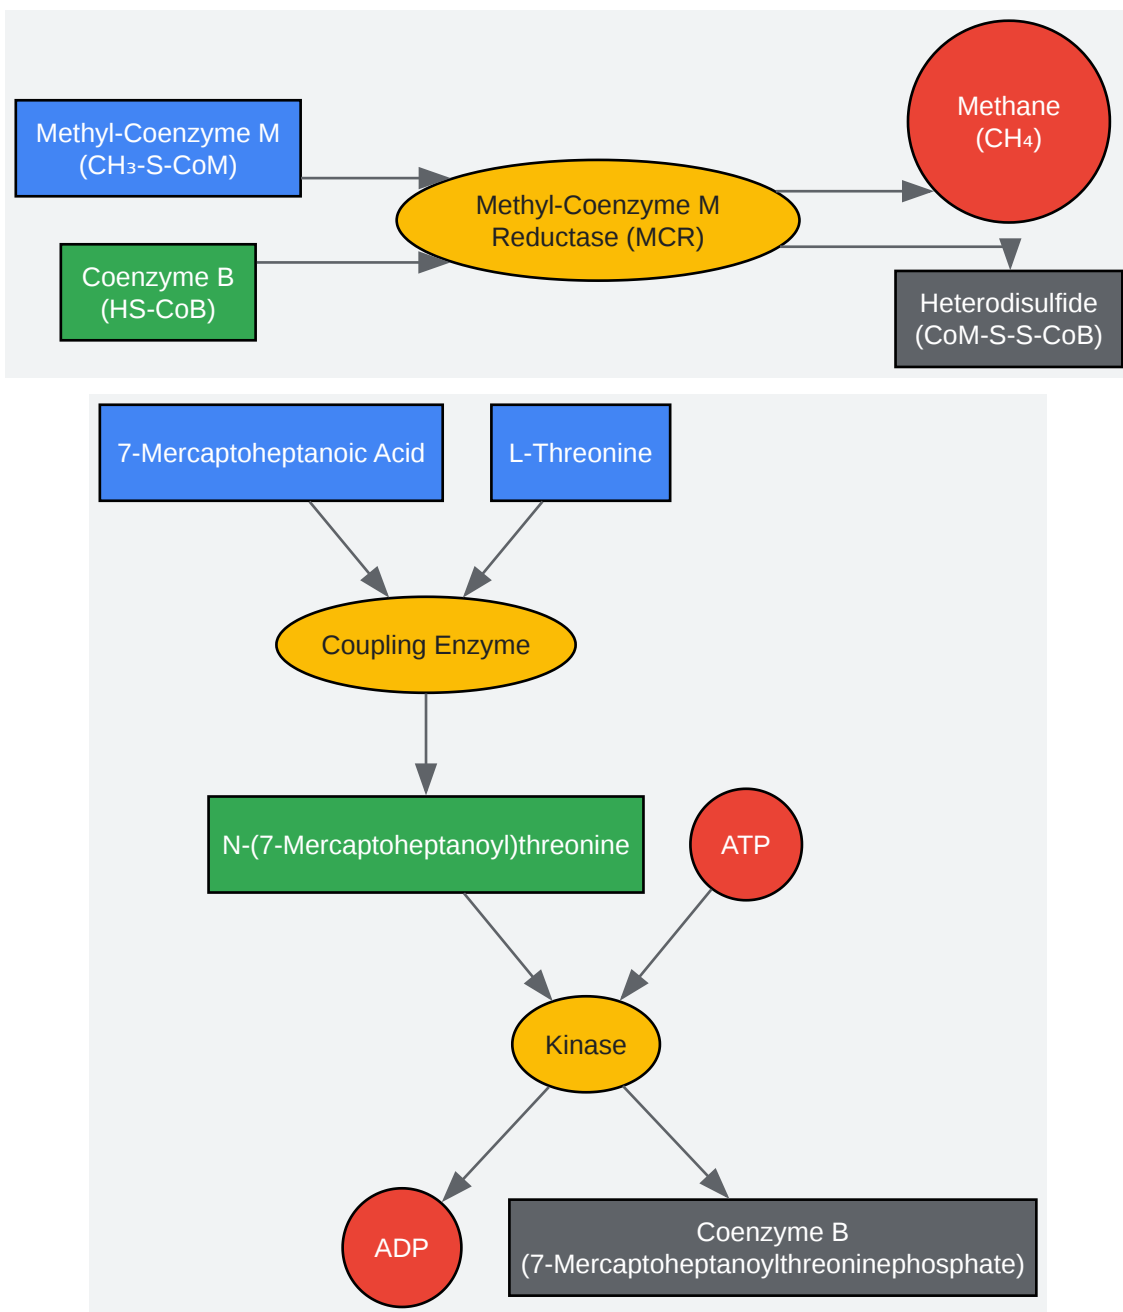 Methyl-Coenzyme M
(CH₃-S-CoM)
Coenzyme B
(HS-CoB)
Methyl-Coenzyme M
Reductase (MCR)
Methane
(CH₄)
Heterodisulfide
(CoM-S-S-CoB)
7-Mercaptoheptanoic Acid
L-Threonine
Coupling Enzyme
N-(7-Mercaptoheptanoyl)threonine
ATP
Kinase
ADP
Coenzyme B
(7-Mercaptoheptanoylthreoninephosphate)